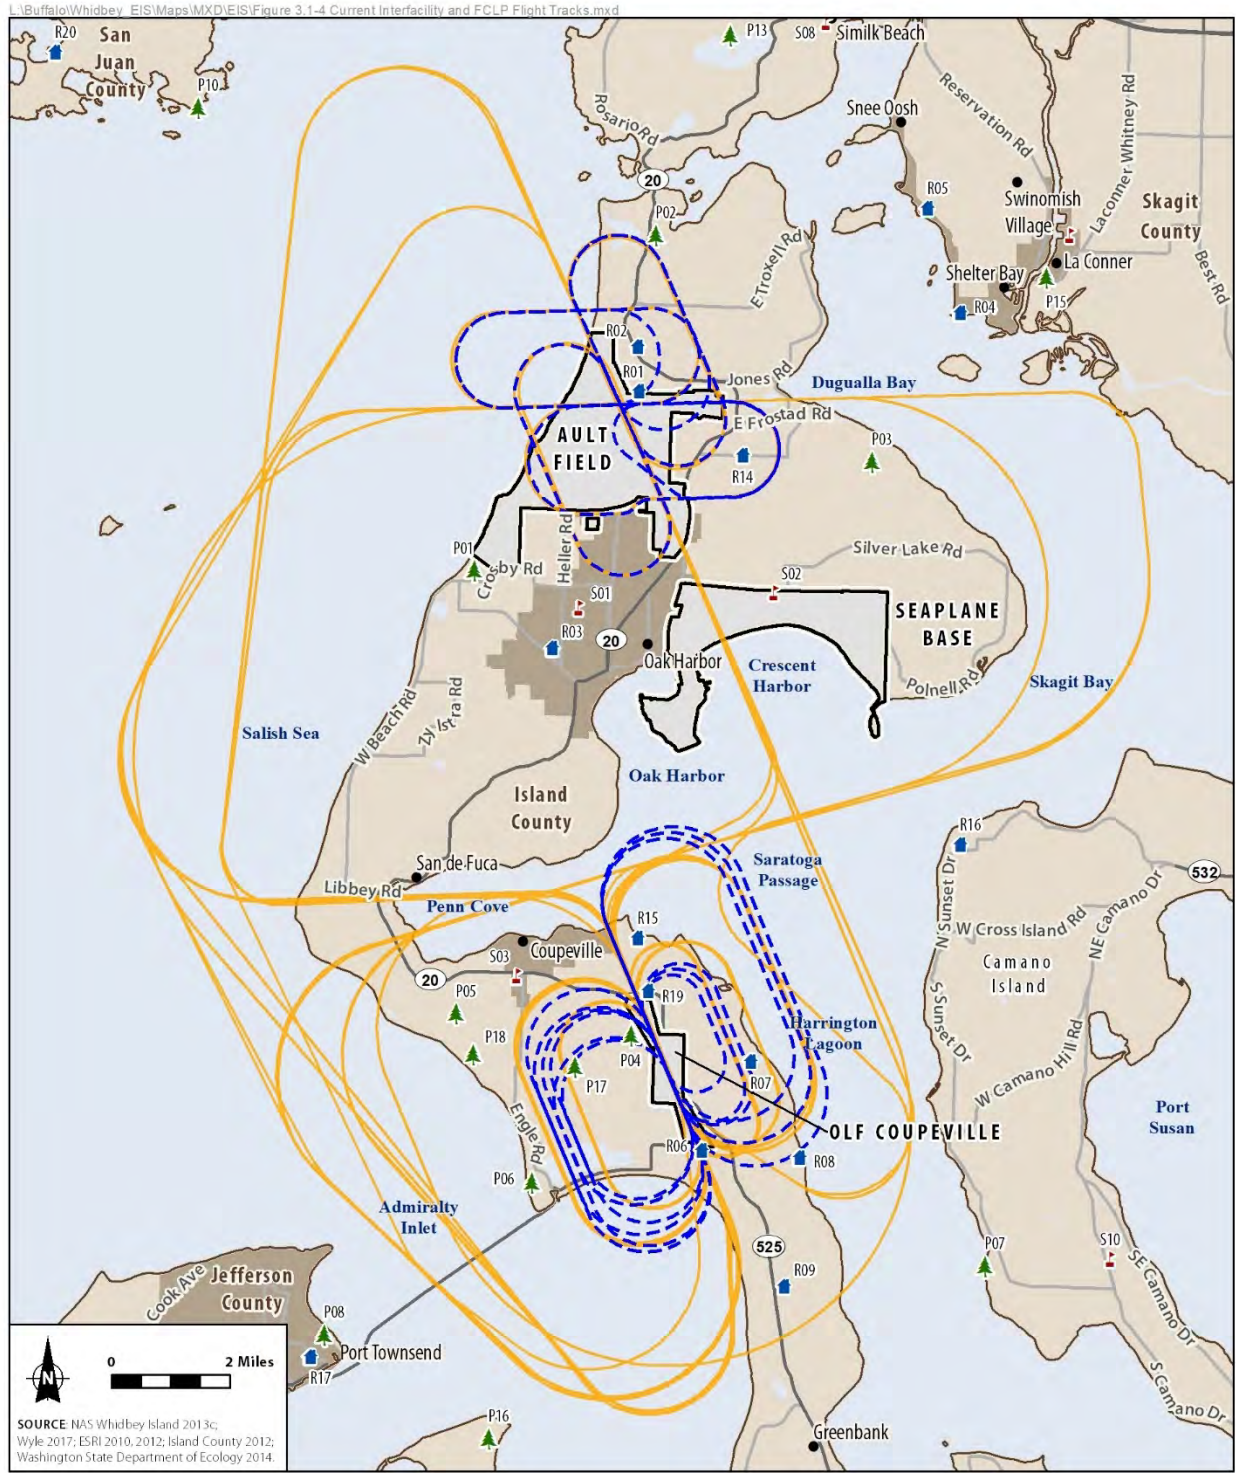 L:\Buffalo\Whidbey_EIS\Maps\MXD\EIS\Figure 3.1-4 Current Interfacility and FCLP Flight Tracks.mxd
R20
San
Juan
County
P10
P13
S08
Similk Beach
Rosario Rd
Snee Oosh
Reservation Rd
Laconner Whitney Rd
20
R05
Swinomish
Village
Skagit
County
P02
E Troxell Rd
La Conner
Shelter Bay
Best Rd
R04
P15
R02
R01
Jones Rd
Dugualla Bay
E Frostad Rd
AULT
FIELD
P03
R14
P01
Crosby Rd
Heller Rd
Silver Lake Rd
S02
S01
SEAPLANE
BASE
R03
20
Oak Harbor
Crescent
Harbor
Polnell Rd
Skagit Bay
W Beach Rd
Zylstra Rd
Salish Sea
Oak Harbor
Island
County
R16
San de Fuca
Saratoga
Passage
532
Libbey Rd
Penn Cove
N Sunset Dr
W Cross Island Rd
NE Camano Dr
R15
Coupeville
S03
Camano
Island
20
P05
R19
S Sunset Dr
Harrington
Lagoon
P18
P04
P17
R07
W Camano Hill Rd
Port
Susan
Engle Rd
OLF COUPEVILLE
R06
R08
P06
Admiralty
Inlet
525
P07
S10
SE Camano Dr
R09
Jefferson
County
Cook Ave
P08
Port Townsend
R17
S Camano Dr
N
0 2 Miles
P16
Greenbank
SOURCE: NAS Whidbey Island 2013c;
Wyle 2017; ESRI 2010, 2012; Island County 2012;
Washington State Department of Ecology 2014.